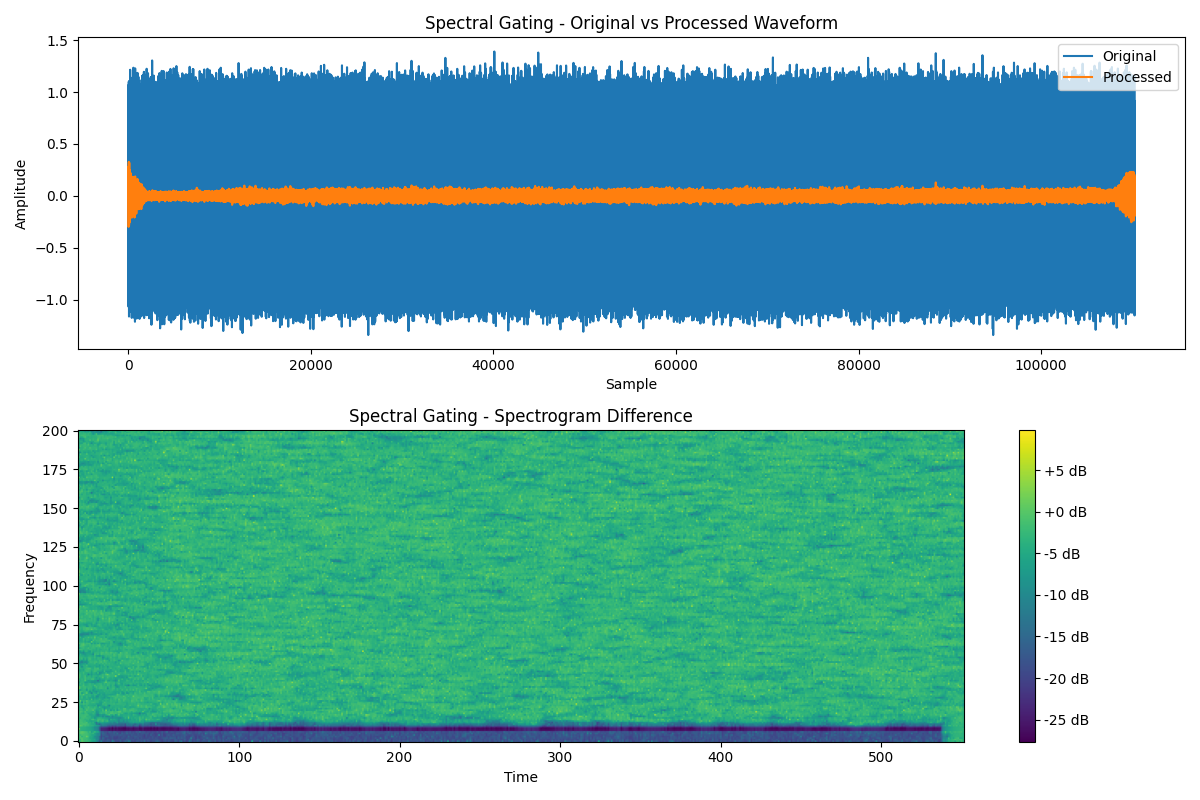 Spectral Gating - Original vs Processed Waveform
1.5
1.0
0.5
0.0
−0.5
−1.0
Amplitude
Original
Processed
0
20000
40000
60000
80000
100000
Sample
Spectral Gating - Spectrogram Difference
200
175
150
125
100
75
50
25
0
Frequency
0
100
200
300
400
500
Time
+5 dB
+0 dB
-5 dB
-10 dB
-15 dB
-20 dB
-25 dB